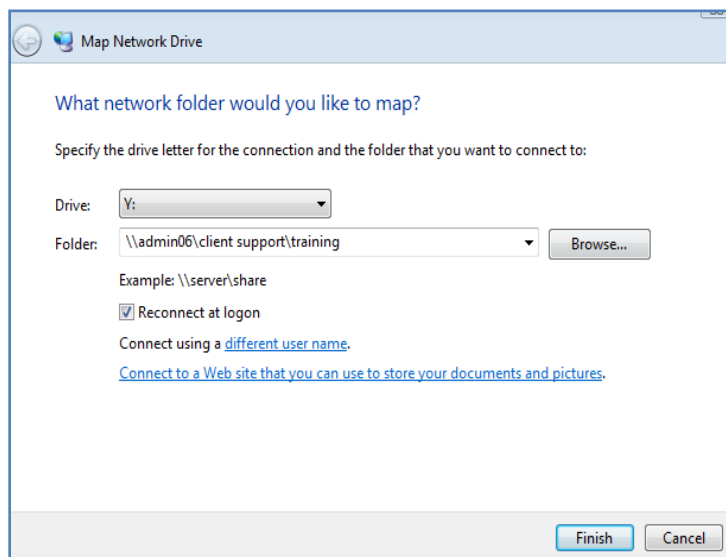 Map Network Drive
What network folder would you like to map?
Specify the drive letter for the connection and the folder that you want to connect to:
Drive: Y:
Folder: \\admin06\client support\training Browse...
Example: \\server\share
Reconnect at logon
Connect using a different user name.
Connect to a Web site that you can use to store your documents and pictures.
Finish Cancel